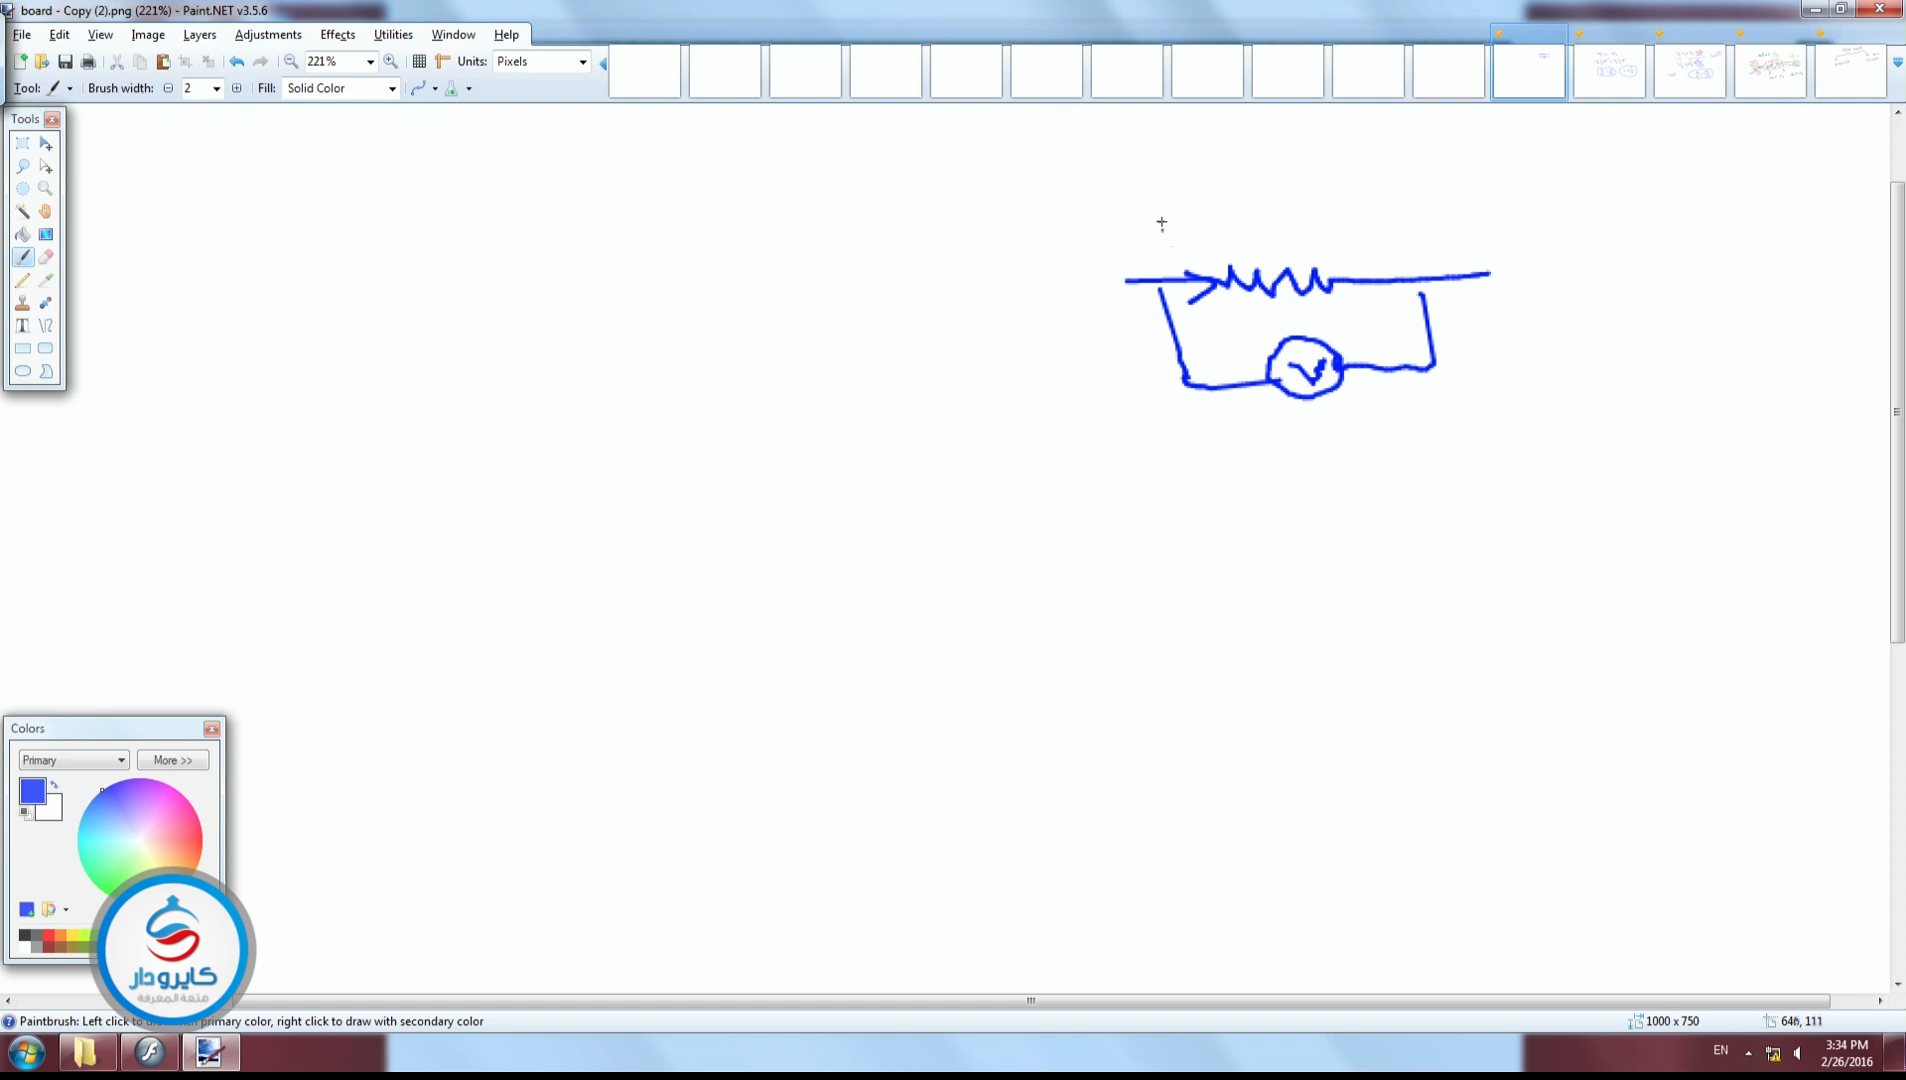 board - Copy (2).png (221%) - Paint.NET v3.5.6
File Edit View Image Layers Adjustments Effects Utilities Window Help
221% Units: Pixels
Tool: Brush width: 2 Fill: Solid Color
Tools
V
Colors
Primary More >>
كايرودار
متعة المعرفة
Paintbrush: Left click to primary color, right click to draw with secondary color
1000 x 750
646, 111
EN
3:34 PM
2/26/2016